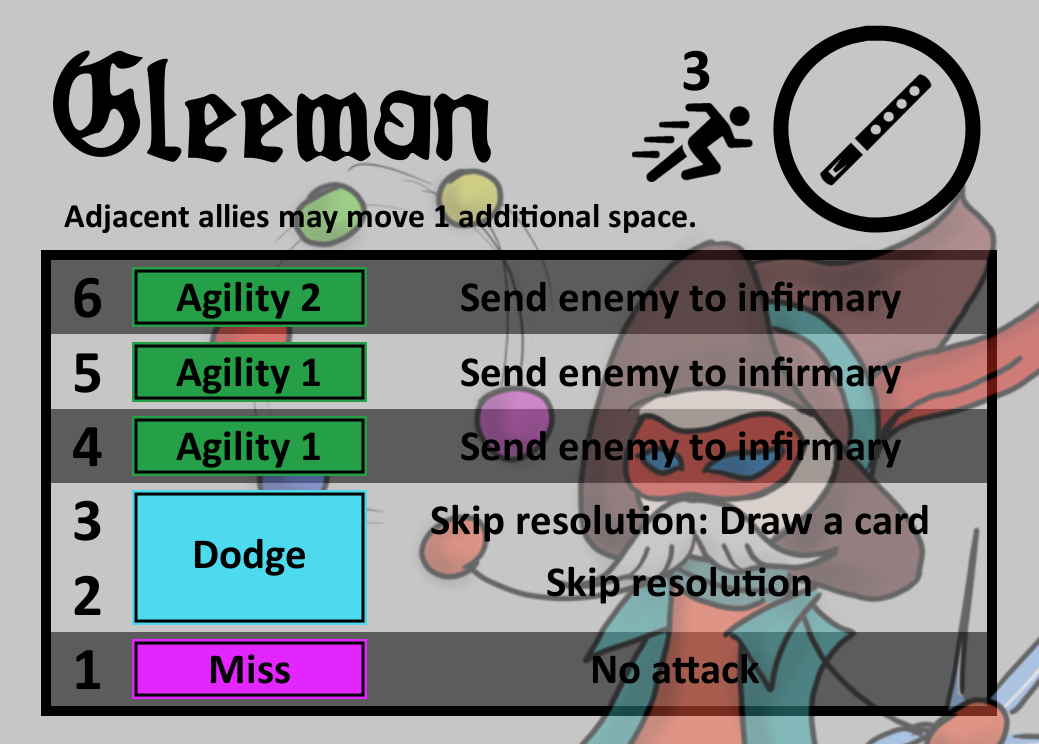 Gleeman
3
Adjacent allies may move 1 additional space.
6 Agility 2 Send enemy to infirmary
5 Agility 1 Send enemy to infirmary
4 Agility 1 Send enemy to infirmary
3 Skip resolution: Draw a card
Dodge
2 Skip resolution
1 Miss No attack